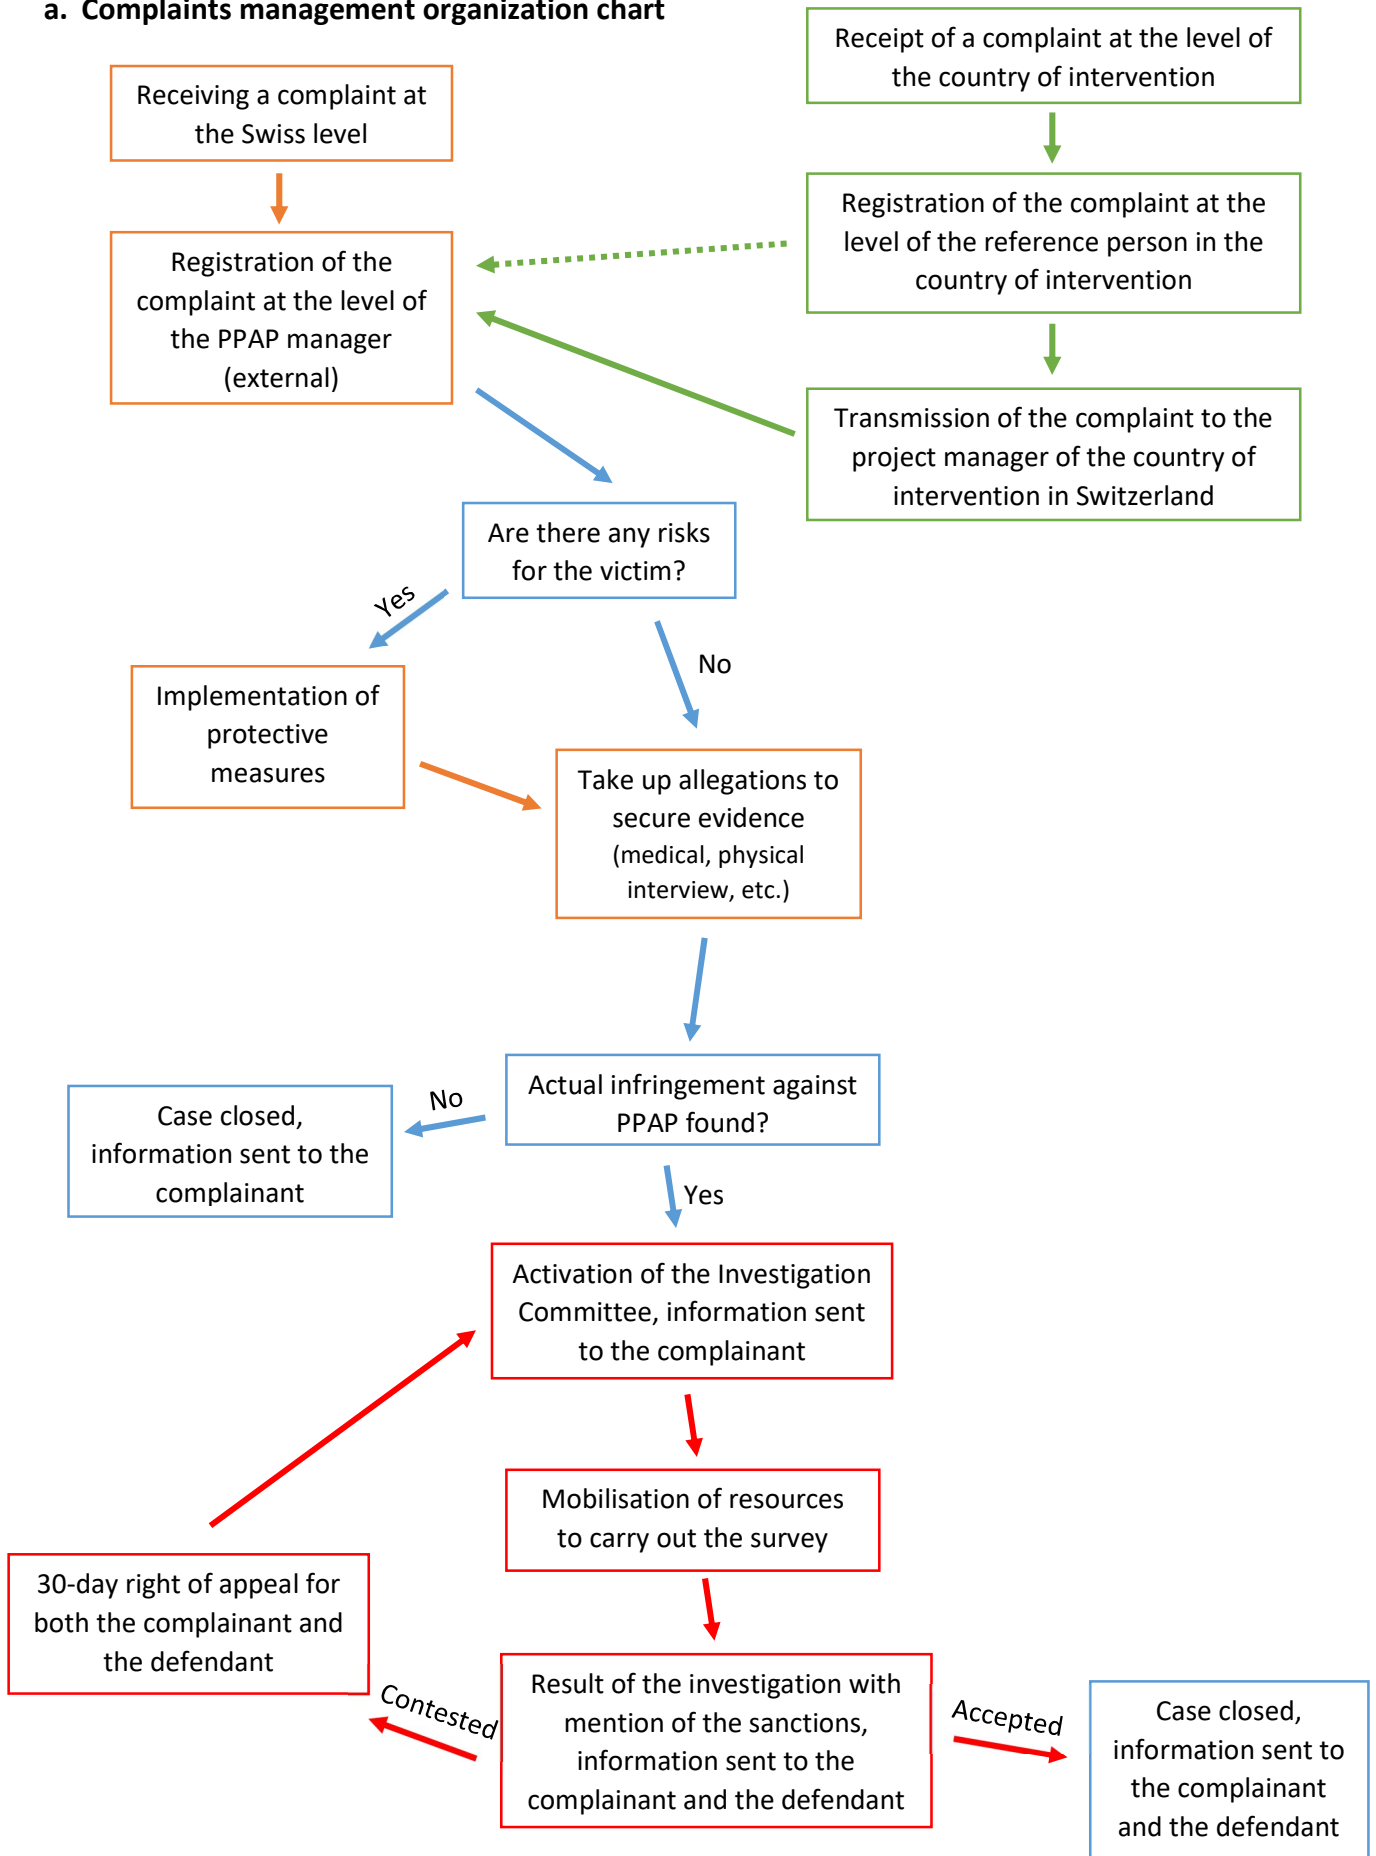 a. Complaints management organization chart
Receipt of a complaint at the level of
the country of intervention
Receiving a complaint at
the Swiss level
Registration of the complaint at the
level of the reference person in the
country of intervention
Registration of the
complaint at the level of
the PPAP manager
(external)
Transmission of the complaint to the
project manager of the country of
intervention in Switzerland
Are there any risks
for the victim?
Yes
No
Implementation of
protective
measures
Take up allegations to
secure evidence
(medical, physical
interview, etc.)
Actual infringement against
PPAP found?
No
Case closed,
information sent to the
complainant
Yes
Activation of the Investigation
Committee, information sent
to the complainant
Mobilisation of resources
to carry out the survey
30-day right of appeal for
both the complainant and
the defendant
Result of the investigation with
mention of the sanctions,
information sent to the
complainant and the defendant
Contested
Accepted
Case closed,
information sent to
the complainant
and the defendant